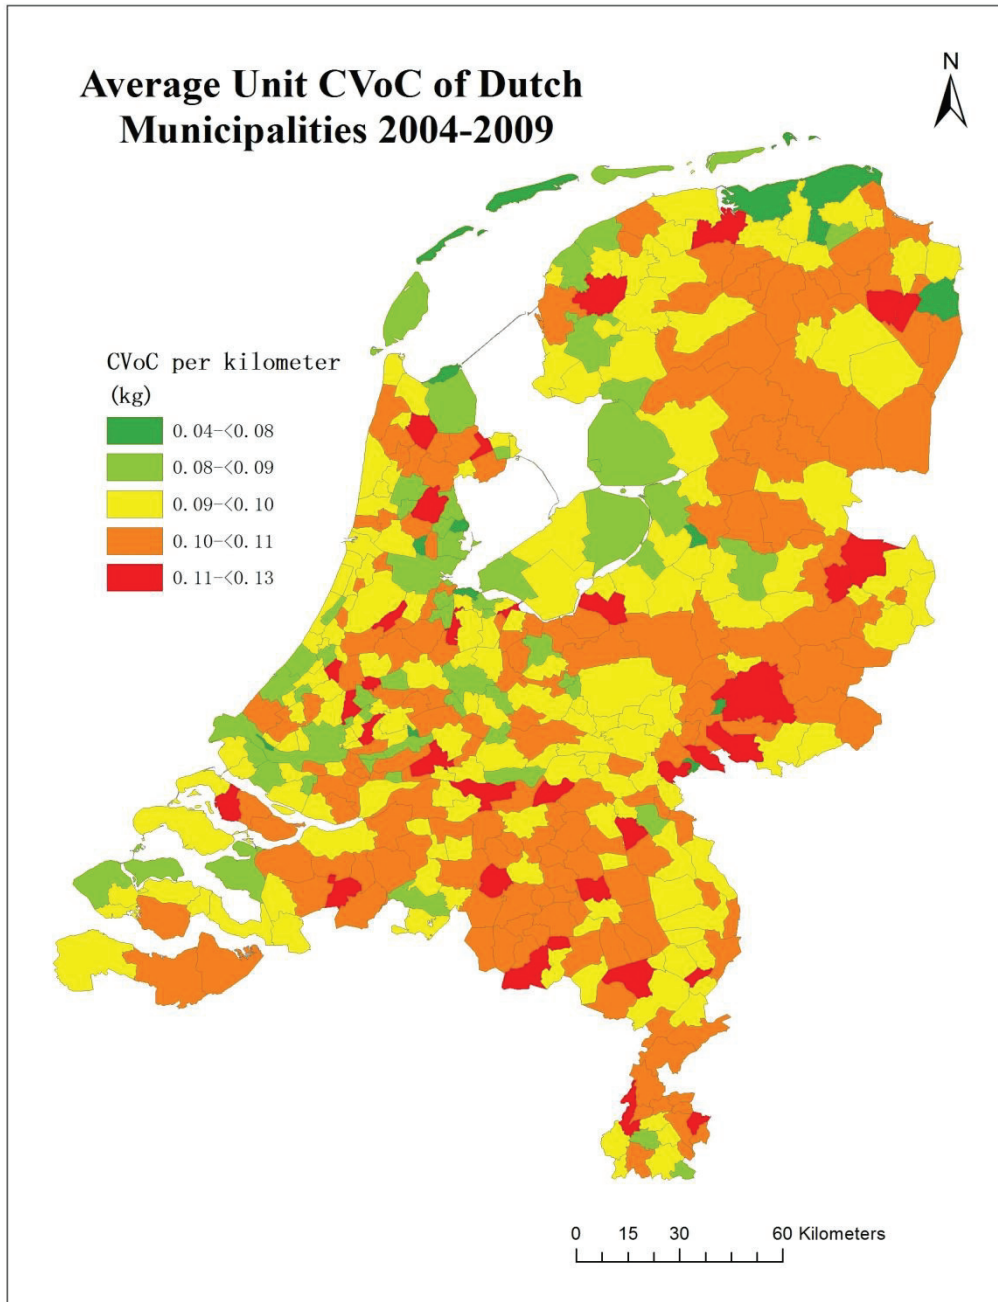 Average Unit CVoC of Dutch
Municipalities 2004-2009
N
CVoC per kilometer
(kg)
0.04-<0.08
0.08-<0.09
0.09-<0.10
0.10-<0.11
0.11-<0.13
0 15 30 60 Kilometers